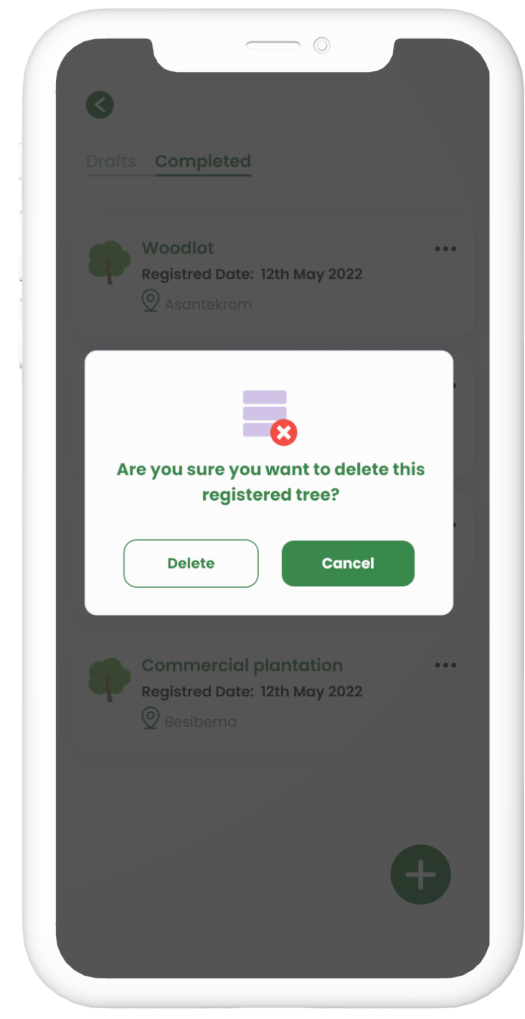 Drafts Completed
Woodlot
Registred Date: 12th May 2022
Asantekrom
Are you sure you want to delete this
registered tree?
Delete Cancel
Commercial plantation
Registred Date: 12th May 2022
Besibema